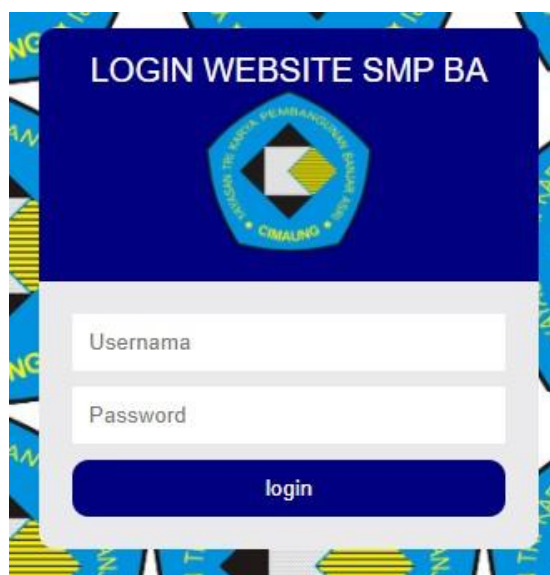 LOGIN WEBSITE SMP BA
YAYASAN TRI KARYA PEMBANGUNAN BANJAR ASRI
CIMAUNG
Usernama
Password
login